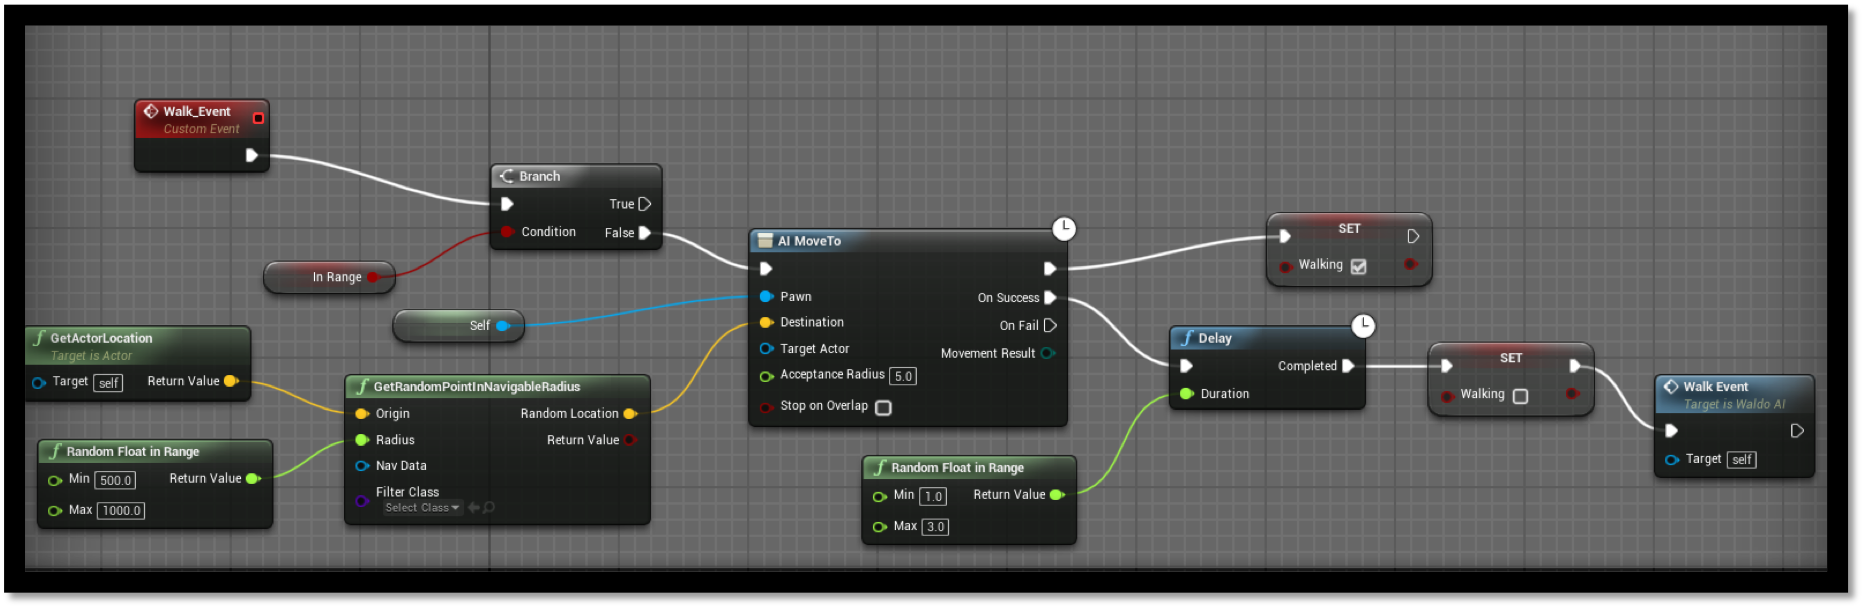 Walk_Event
Custom Event
Branch
True
Condition
False
In Range
Self
GetActorLocation
Target is Actor
Target self
Return Value
Random Float in Range
Min 500.0
Return Value
Max 1000.0
GetRandomPointInNavigableRadius
Origin
Random Location
Radius
Return Value
Nav Data
Filter Class
Select Class
AI MoveTo
Pawn
On Success
Destination
On Fail
Target Actor
Movement Result
Acceptance Radius 5.0
Stop on Overlap
Random Float in Range
Min 1.0
Return Value
Max 3.0
SET
Walking
Delay
Completed
Duration
SET
Walking
Walk Event
Target is Waldo AI
Target self